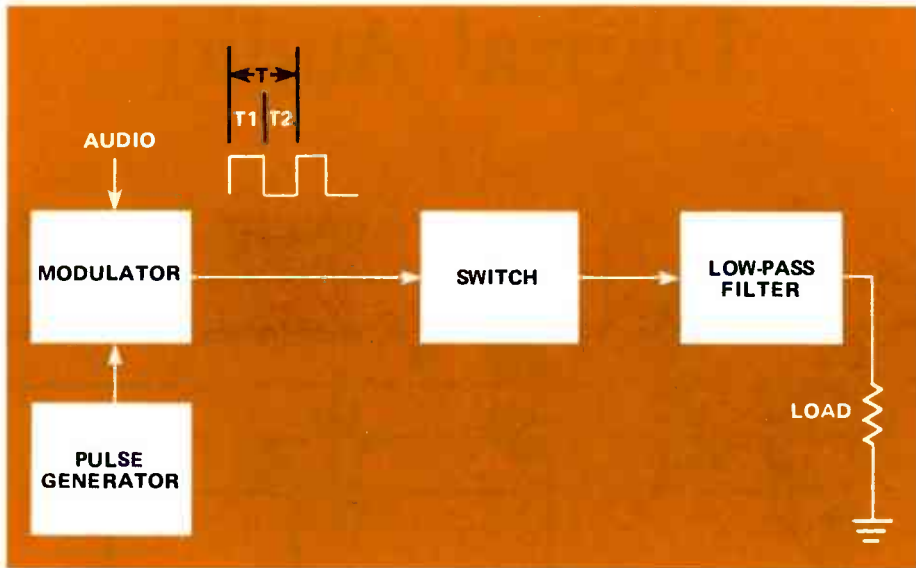 T
T1 T2
AUDIO
MODULATOR
SWITCH
LOW-PASS
FILTER
LOAD
PULSE
GENERATOR